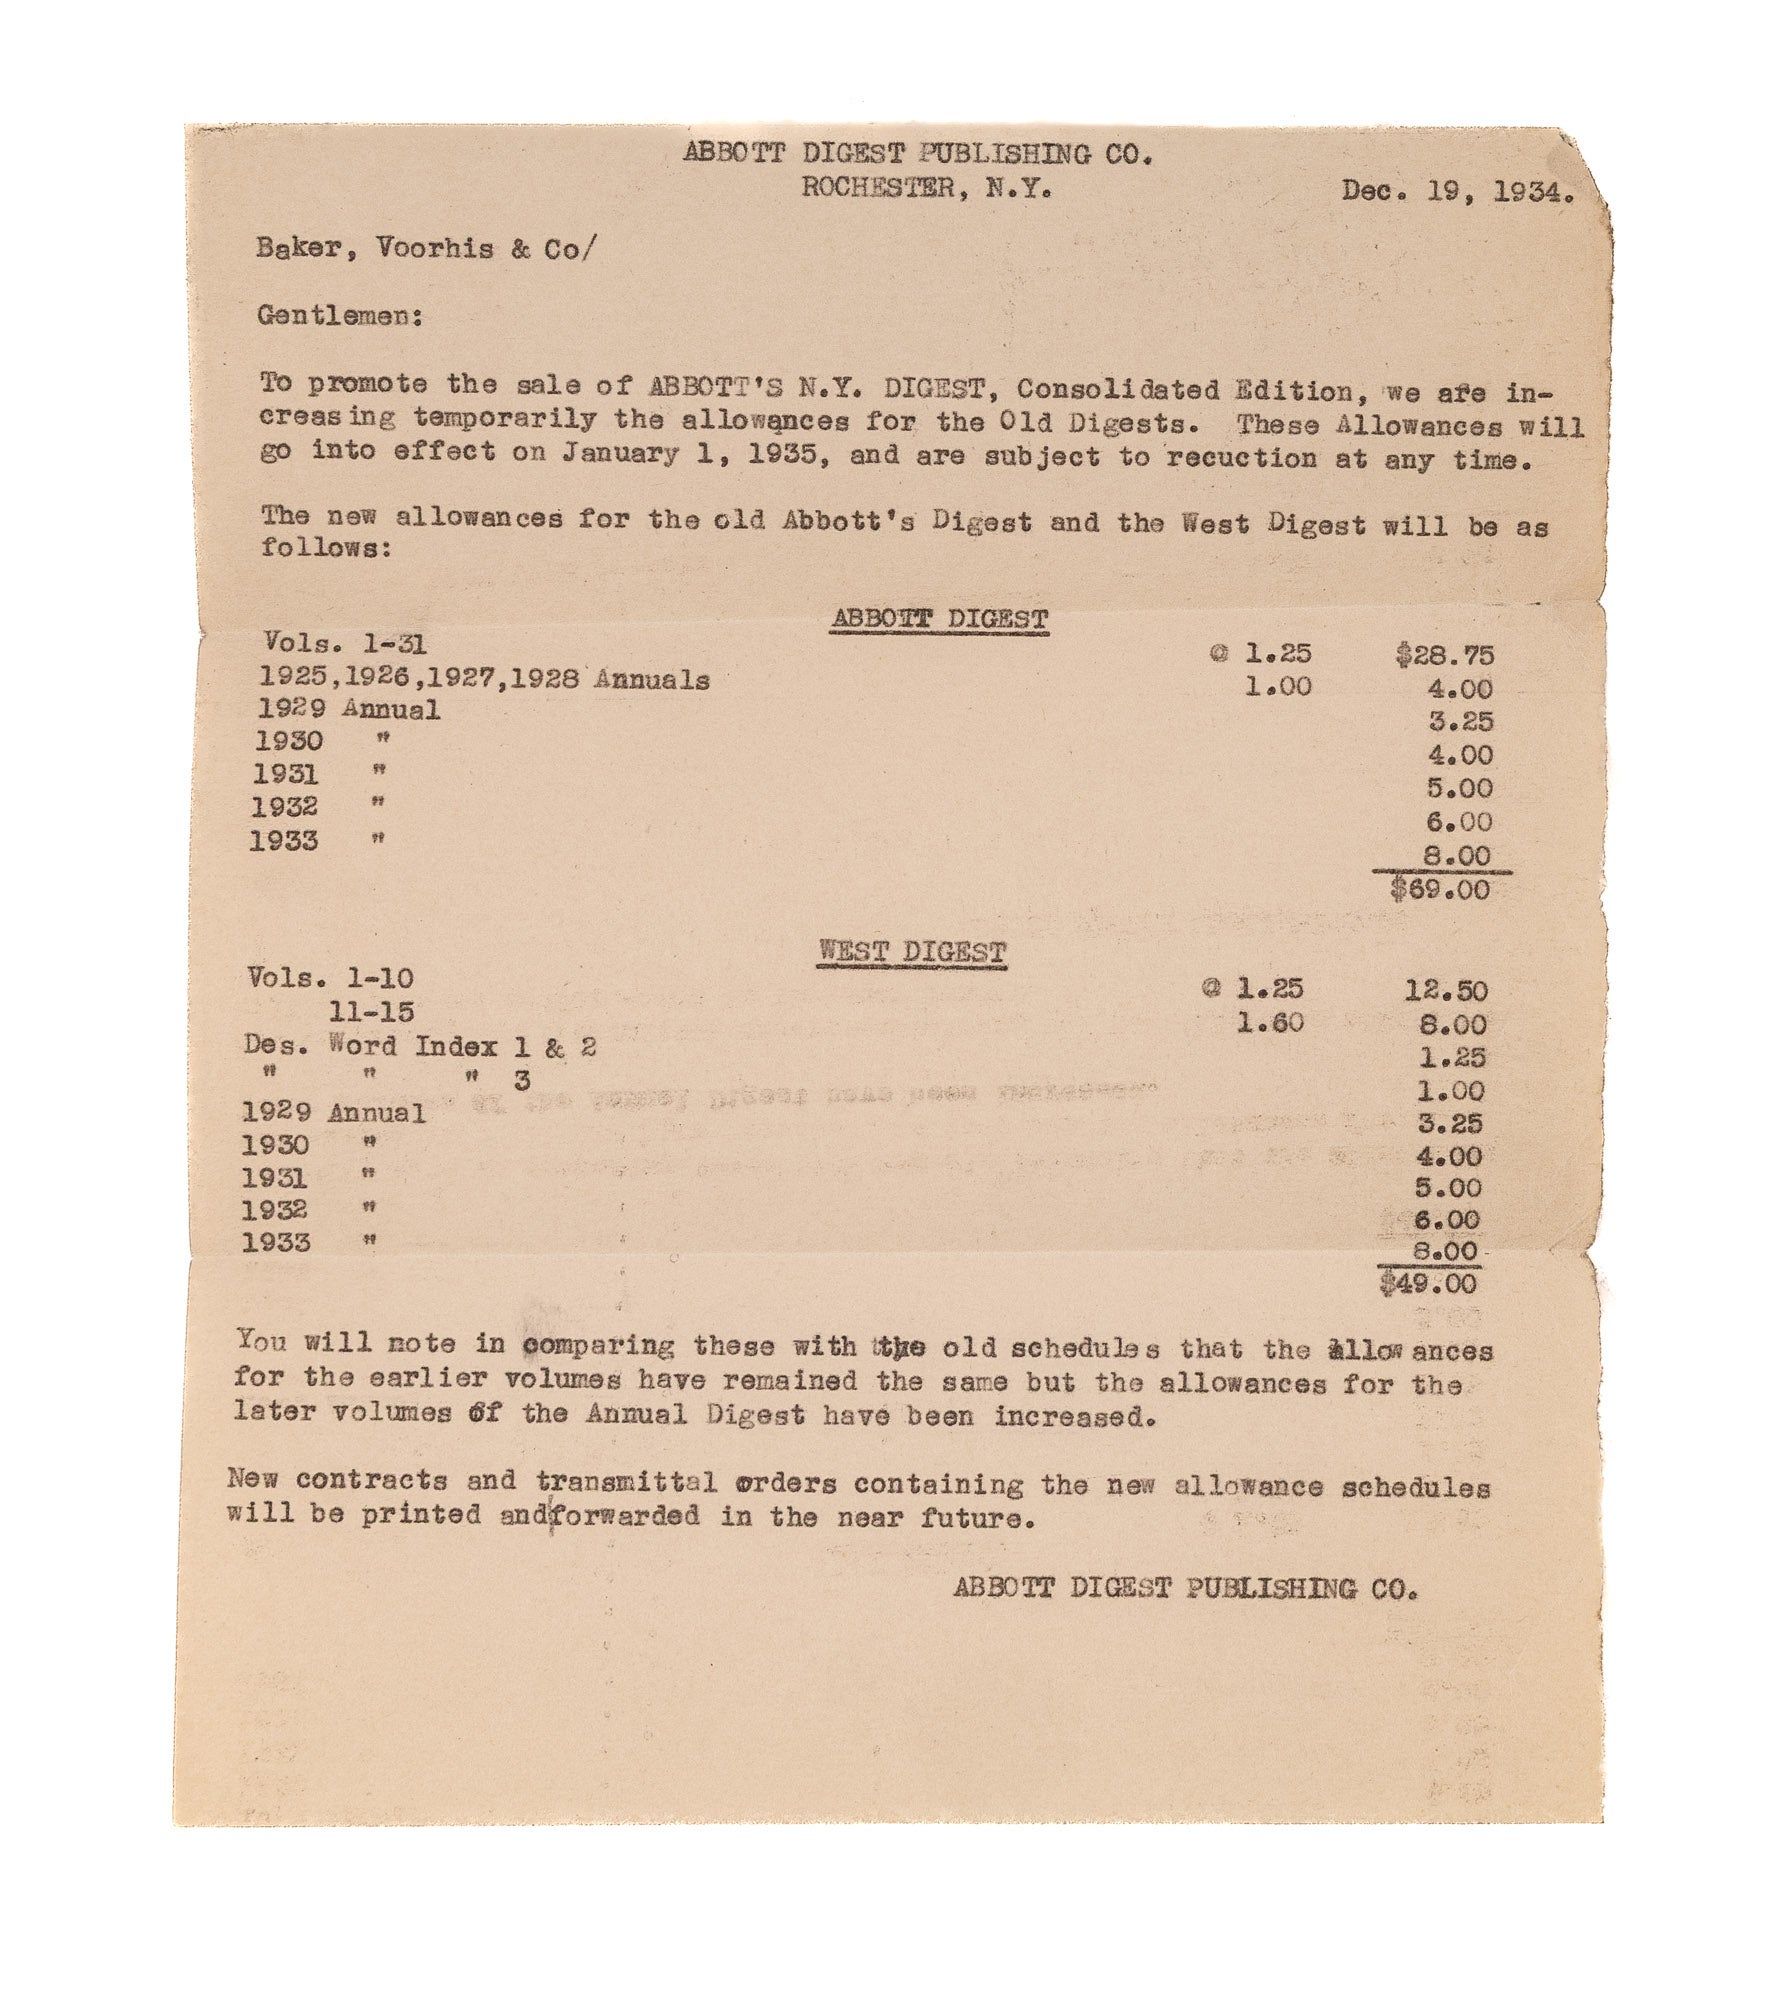 ABBOTT DIGEST PUBLISHING CO.
ROCHESTER, N.Y. Dec. 19, 1934.
Baker, Voorhis & Co/
Gentlemen:
To promote the sale of ABBOTT'S N.Y. DIGEST, Consolidated Edition, we are in-
creasing temporarily the allowances for the Old Digests. These Allowances will
go into effect on January 1, 1935, and are subject to recuction at any time.
The new allowances for the old Abbott's Digest and the West Digest will be as
follows:
ABBOTT DIGEST
Vols. 1-31 @ 1.25 $28.75
1925,1926,1927,1928 Annuals 1.00 4.00
1929 Annual 3.25
1930 " 4.00
1931 " 5.00
1932 " 6.00
1933 " 8.00
$69.00
WEST DIGEST
Vols. 1-10 @ 1.25 12.50
11-15 1.60 8.00
Des. Word Index 1 & 2 1.25
" " " 3 1.00
1929 Annual 3.25
1930 " 4.00
1931 " 5.00
1932 " 6.00
1933 " 8.00
$49.00
You will note in comparing these with the old schedules that the allowances
for the earlier volumes have remained the same but the allowances for the
later volumes of the Annual Digest have been increased.
New contracts and transmittal orders containing the new allowance schedules
will be printed and forwarded in the near future.
ABBOTT DIGEST PUBLISHING CO.